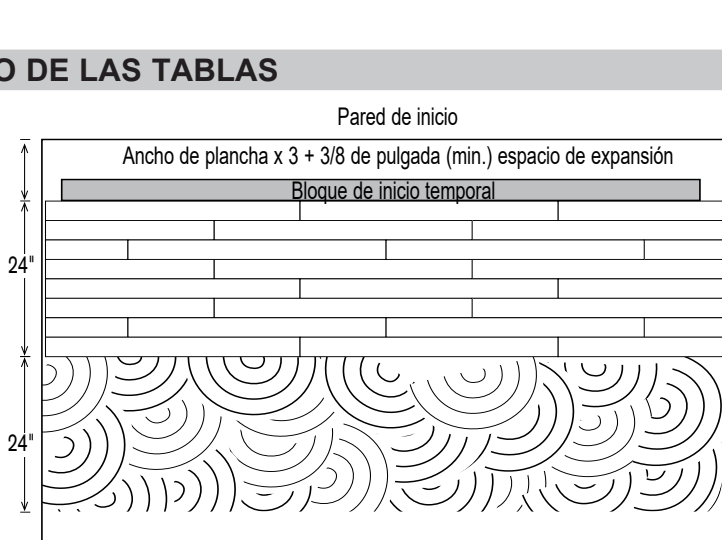 O DE LAS TABLAS
Pared de inicio
Ancho de plancha x 3 + 3/8 de pulgada (min.) espacio de expansión
Bloque de inicio temporal
24"
24"